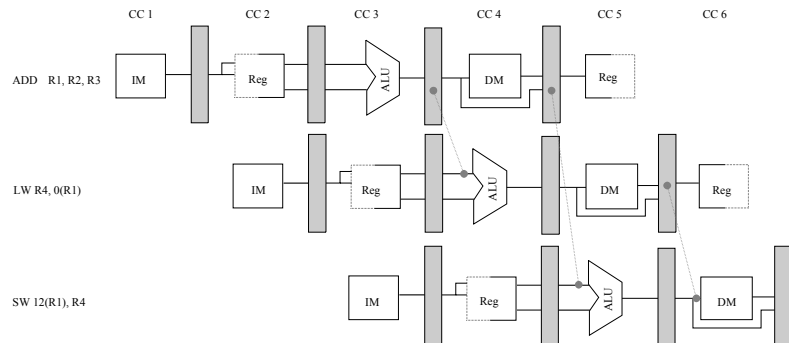 CC 1 CC 2 CC 3 CC 4 CC 5 CC 6
ADD R1, R2, R3 IM Reg ALU DM Reg
LW R4, 0(R1) IM Reg ALU DM Reg
SW 12(R1), R4 IM Reg ALU DM